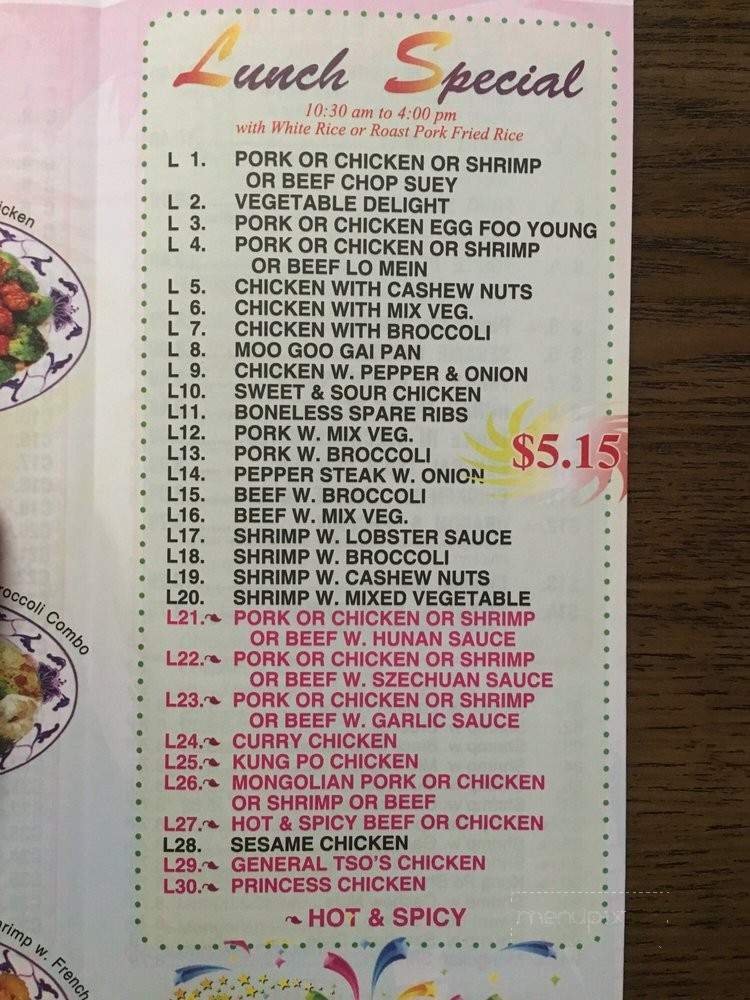 Lunch Special
10:30 am to 4:00 pm
with White Rice or Roast Pork Fried Rice
L 1. PORK OR CHICKEN OR SHRIMP
OR BEEF CHOP SUEY
L 2. VEGETABLE DELIGHT
L 3. PORK OR CHICKEN EGG FOO YOUNG
L 4. PORK OR CHICKEN OR SHRIMP
OR BEEF LO MEIN
L 5. CHICKEN WITH CASHEW NUTS
L 6. CHICKEN WITH MIX VEG.
L 7. CHICKEN WITH BROCCOLI
L 8. MOO GOO GAI PAN
L 9. CHICKEN W. PEPPER & ONION
L10. SWEET & SOUR CHICKEN
L11. BONELESS SPARE RIBS
L12. PORK W. MIX VEG.
L13. PORK W. BROCCOLI
$5.15
L14. PEPPER STEAK W. ONION
L15. BEEF W. BROCCOLI
L16. BEEF W. MIX VEG.
L17. SHRIMP W. LOBSTER SAUCE
L18. SHRIMP W. BROCCOLI
L19. SHRIMP W. CASHEW NUTS
L20. SHRIMP W. MIXED VEGETABLE
L21. PORK OR CHICKEN OR SHRIMP
OR BEEF W. HUNAN SAUCE
L22. PORK OR CHICKEN OR SHRIMP
OR BEEF W. SZECHUAN SAUCE
L23. PORK OR CHICKEN OR SHRIMP
OR BEEF W. GARLIC SAUCE
L24. CURRY CHICKEN
L25. KUNG PO CHICKEN
L26. MONGOLIAN PORK OR CHICKEN
OR SHRIMP OR BEEF
L27. HOT & SPICY BEEF OR CHICKEN
L28. SESAME CHICKEN
L29. GENERAL TSO'S CHICKEN
L30. PRINCESS CHICKEN
HOT & SPICY
icken
roccoli Combo
rimp w. French
menupix